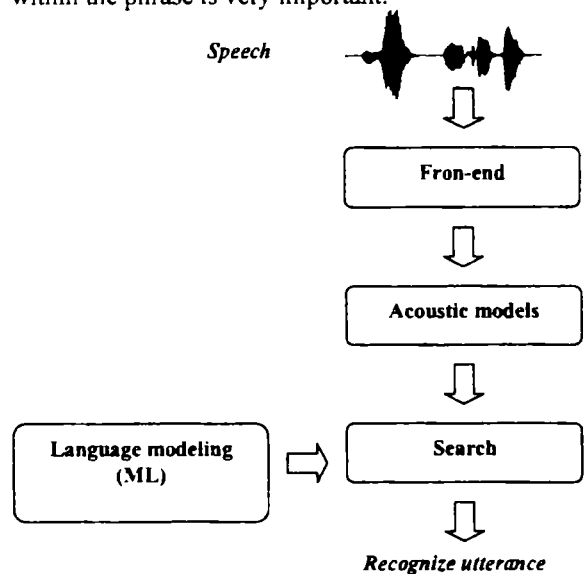 within the phrase is very important.
Speech
Fron-end
Acoustic models
Language modeling
(ML)
Search
Recognize utterance